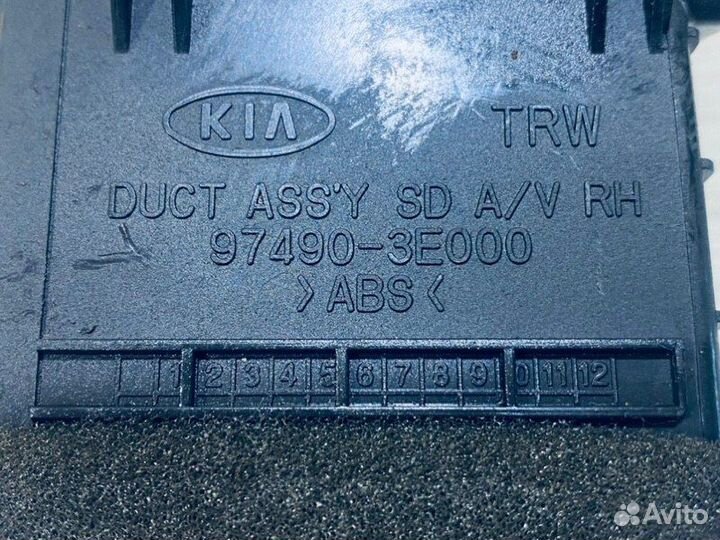 KIA TRW
DUCT ASS'Y SD A/V RH
97490-3E000
>ABS<
1 2 3 4 5 6 7 8 9 0 11 12
Avito